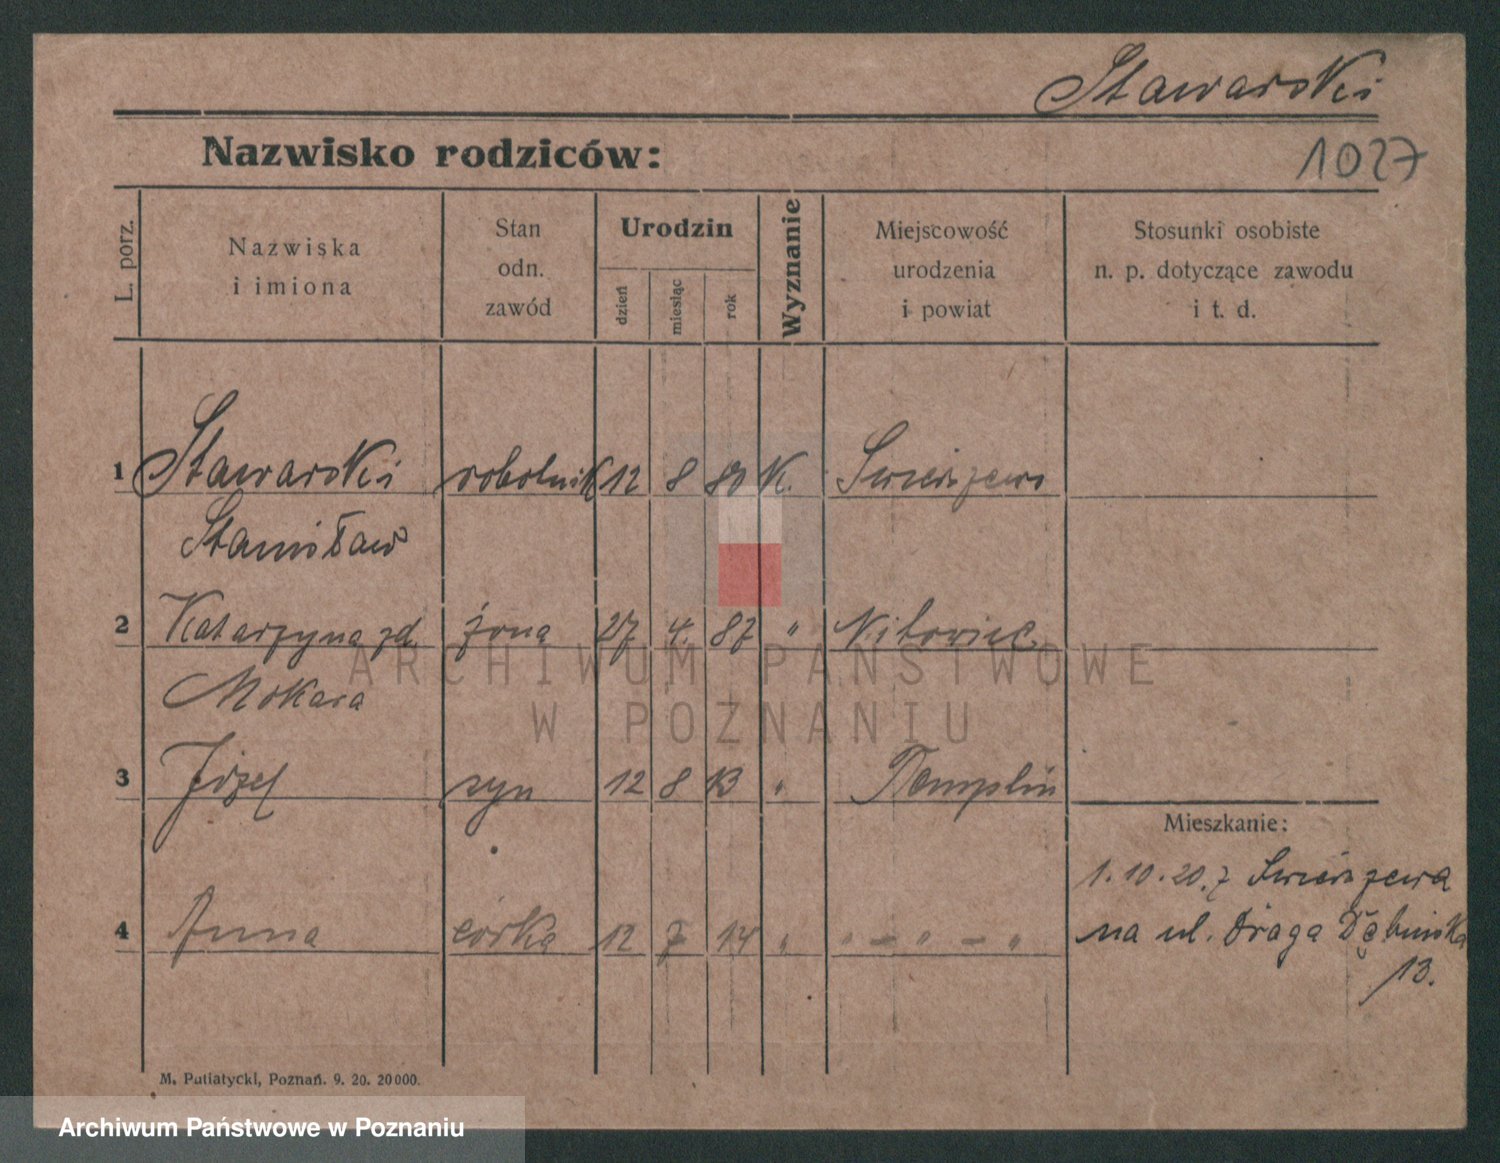 Stawarski
Nazwisko rodziców:
1027
L. porz.
Nazwiska
i imiona
Stan
odn.
zawód
Urodzin
dzień
miesiąc
rok
Wyznanie
Miejscowość
urodzenia
i powiat
Stosunki osobiste
n. p. dotyczące zawodu
i t. d.
1 Stawarski robotnik 12 8 80 K.
Stanisław
2 Katarzyna zd żona 27 4. 87 "
Mokara
3 Józef syn 12 8 13 " Templin
Mieszkanie:
1.10.20. z
4 Anna córka 12 7 14 " " - " - "
na ul. Droga Dębińska
13.
M. Putiatycki, Poznań. 9. 20. 20000.
ARCHIWUM PAŃSTWOWE
W POZNANIU
Archiwum Państwowe w Poznaniu